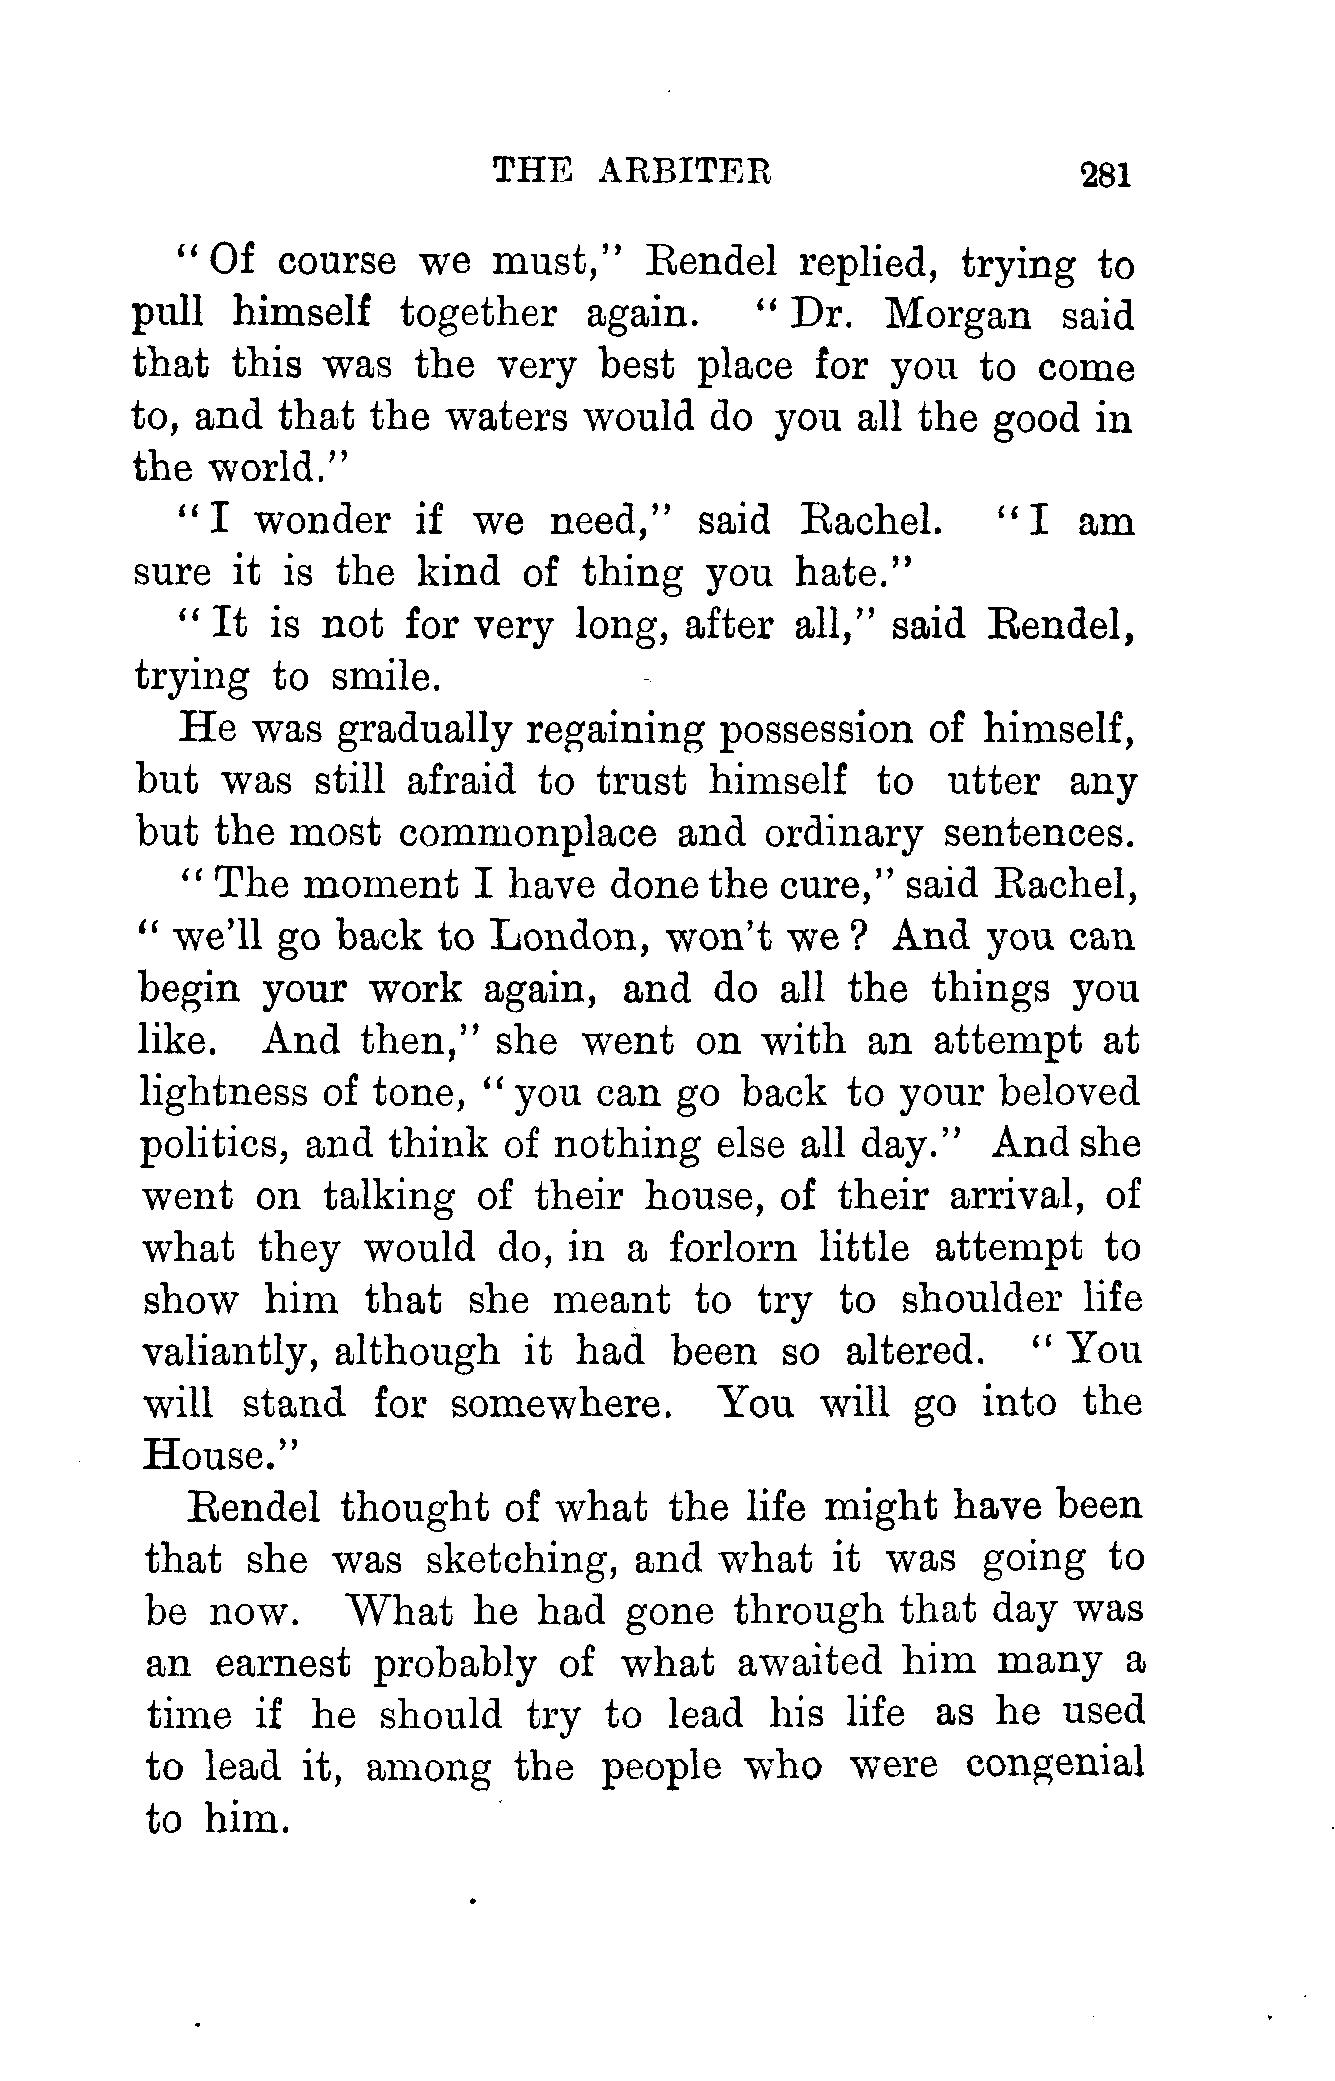 THE ARBITER 281
"Of course we must," Rendel replied, trying to
pull himself together again. "Dr. Morgan said
that this was the very best place for you to come
to, and that the waters would do you all the good in
the world."
"I wonder if we need," said Rachel. "I am
sure it is the kind of thing you hate."
"It is not for very long, after all," said Rendel,
trying to smile.
He was gradually regaining possession of himself,
but was still afraid to trust himself to utter any
but the most commonplace and ordinary sentences.
"The moment I have done the cure," said Rachel,
"we'll go back to London, won't we? And you can
begin your work again, and do all the things you
like. And then," she went on with an attempt at
lightness of tone, "you can go back to your beloved
politics, and think of nothing else all day." And she
went on talking of their house, of their arrival, of
what they would do, in a forlorn little attempt to
show him that she meant to try to shoulder life
valiantly, although it had been so altered. "You
will stand for somewhere. You will go into the
House."
Rendel thought of what the life might have been
that she was sketching, and what it was going to
be now. What he had gone through that day was
an earnest probably of what awaited him many a
time if he should try to lead his life as he used
to lead it, among the people who were congenial
to him.